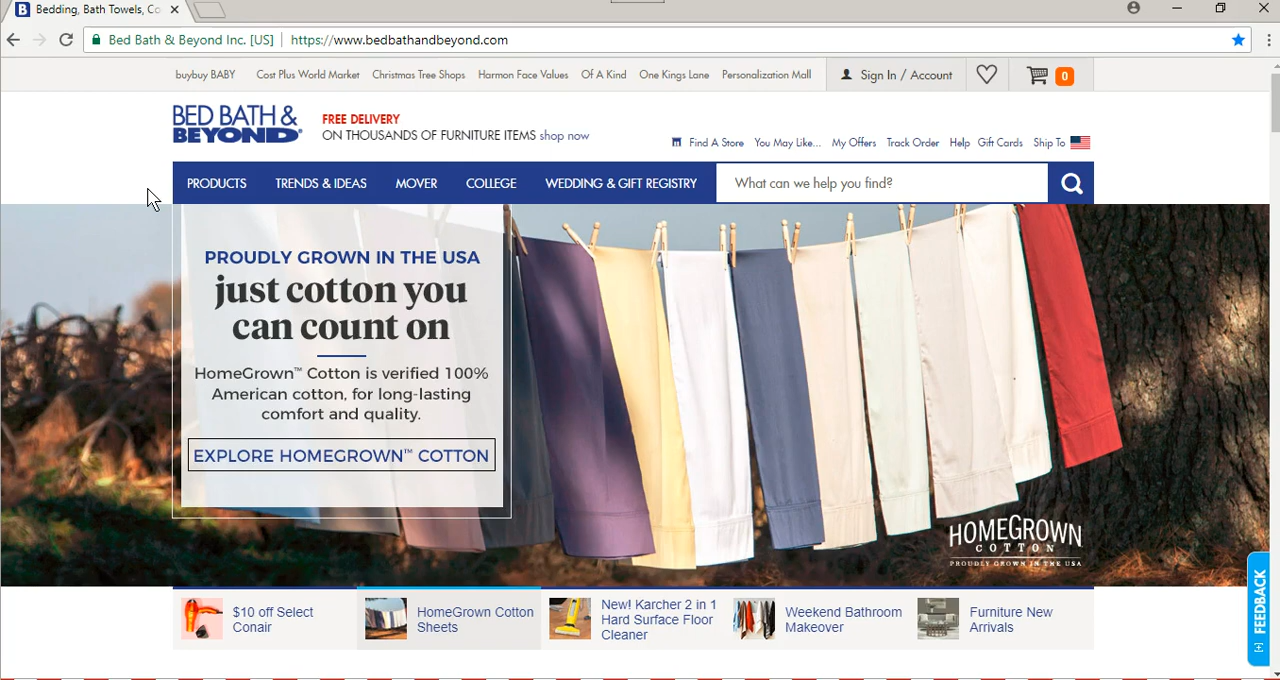 Bedding, Bath Towels, Co
Bed Bath & Beyond Inc. [US] https://www.bedbathandbeyond.com
buybuy BABY Cost Plus World Market Christmas Tree Shops Harmon Face Values Of A Kind One Kings Lane Personalization Mall Sign In / Account 0
BED BATH &
BEYOND
FREE DELIVERY
ON THOUSANDS OF FURNITURE ITEMS shop now
Find A Store You May Like... My Offers Track Order Help Gift Cards Ship To
PRODUCTS TRENDS & IDEAS MOVER COLLEGE WEDDING & GIFT REGISTRY What can we help you find?
PROUDLY GROWN IN THE USA
just cotton you
can count on
HomeGrown™ Cotton is verified 100%
American cotton, for long-lasting
comfort and quality.
EXPLORE HOMEGROWN™ COTTON
HOMEGROWN
COTTON
PROUDLY GROWN IN THE USA
$10 off Select
Conair
HomeGrown Cotton
Sheets
New! Karcher 2 in 1
Hard Surface Floor
Cleaner
Weekend Bathroom
Makeover
Furniture New
Arrivals
[+] FEEDBACK